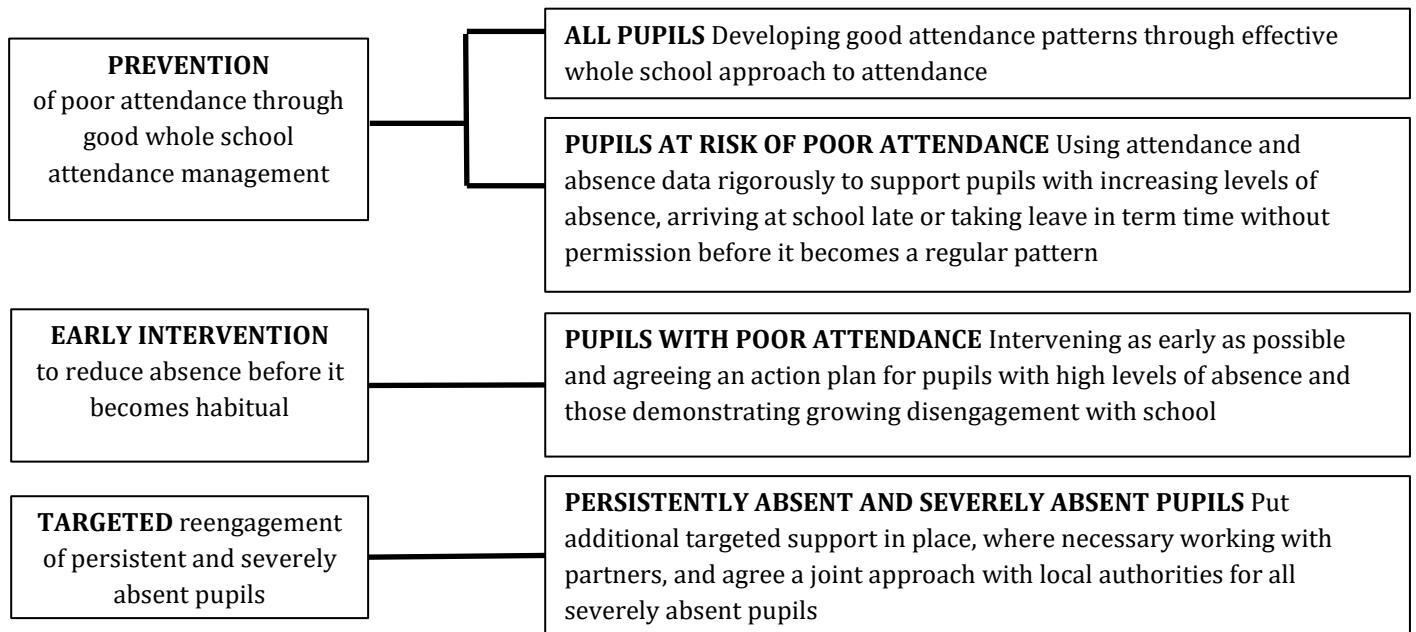 PREVENTION
of poor attendance through
good whole school
attendance management
ALL PUPILS Developing good attendance patterns through effective
whole school approach to attendance
PUPILS AT RISK OF POOR ATTENDANCE Using attendance and
absence data rigorously to support pupils with increasing levels of
absence, arriving at school late or taking leave in term time without
permission before it becomes a regular pattern
EARLY INTERVENTION
to reduce absence before it
becomes habitual
PUPILS WITH POOR ATTENDANCE Intervening as early as possible
and agreeing an action plan for pupils with high levels of absence and
those demonstrating growing disengagement with school
TARGETED reengagement
of persistent and severely
absent pupils
PERSISTENTLY ABSENT AND SEVERELY ABSENT PUPILS Put
additional targeted support in place, where necessary working with
partners, and agree a joint approach with local authorities for all
severely absent pupils